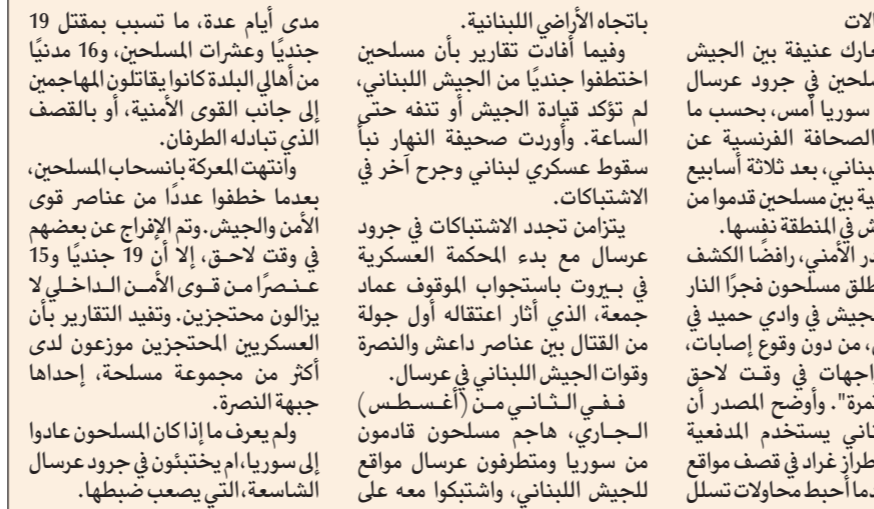 الات
عارك عنيفة بين الجيش
سلحين في جرود عرسال
سوريا أمس، بحسب ما
الصحافة الفرنسية عن
بناني، بعد ثلاثة أسابيع
ية بين مسلحين قدموا من
ش في المنطقة نفسها.
در الأمني، رافضًا الكشف
طلق مسلحون فجرًا النار
لجيش في وادي حميد في
، من دون وقوع إصابات،
اجهات في وقت لاحق
تمرة". وأوضح المصدر أن
ناني يستخدم المدفعية
طراز غراد في قصف مواقع
دما أحبط محاولات تسلل
باتجاه الأراضي اللبنانية.
وفيما أفادت تقارير بأن مسلحين
اختطفوا جنديًا من الجيش اللبناني،
لم تؤكد قيادة الجيش أو تنفه حتى
الساعة. وأوردت صحيفة النهار نبأ
سقوط عسكري لبناني وجرح آخر في
الاشتباكات.
يتزامن تجدد الاشتباكات في جرود
عرسال مع بدء المحكمة العسكرية
في بيروت باستجواب الموقوف عماد
جمعة، الذي أثار اعتقاله أول جولة
من القتال بين عناصر داعش والنصرة
وقوات الجيش اللبناني في عرسال.
ففي الثاني من (أغسطس)
الجاري، هاجم مسلحون قادمون
من سوريا ومتطرفون عرسال مواقع
للجيش اللبناني، واشتبكوا معه على
مدى أيام عدة، ما تسبب بمقتل 19
جنديًا وعشرات المسلحين، و16 مدنيًا
من أهالي البلدة كانوا يقاتلون المهاجمين
إلى جانب القوى الأمنية، أو بالقصف
الذي تبادله الطرفان.
وانتهت المعركة بانسحاب المسلحين،
بعدما خطفوا عددًا من عناصر قوى
الأمن والجيش.وتم الإفراج عن بعضهم
في وقت لاحق، إلا أن 19 جنديًا و15
عنصرًا من قوى الأمن الداخلي لا
يزالون محتجزين. وتفيد التقارير بأن
العسكريين المحتجزين موزعون لدى
أكثر من مجموعة مسلحة، إحداها
جبهة النصرة.
ولم يعرف ما إذا كان المسلحون عادوا
إلى سوريا،ام يختبئون في جرود عرسال
الشاسعة،التي يصعب ضبطها.